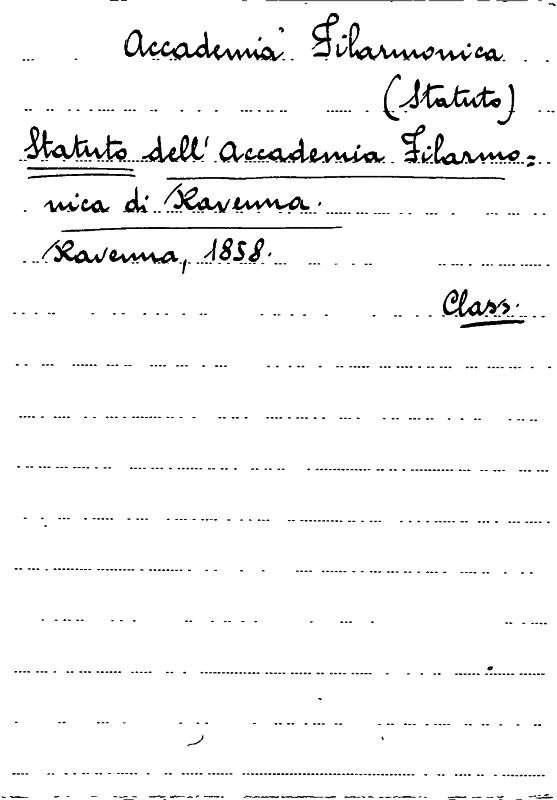 Accademia Filarmonica
(Statuto)
Statuto dell'Accademia Filarmo=
nica di Ravenna.
Ravenna, 1858.
Class.